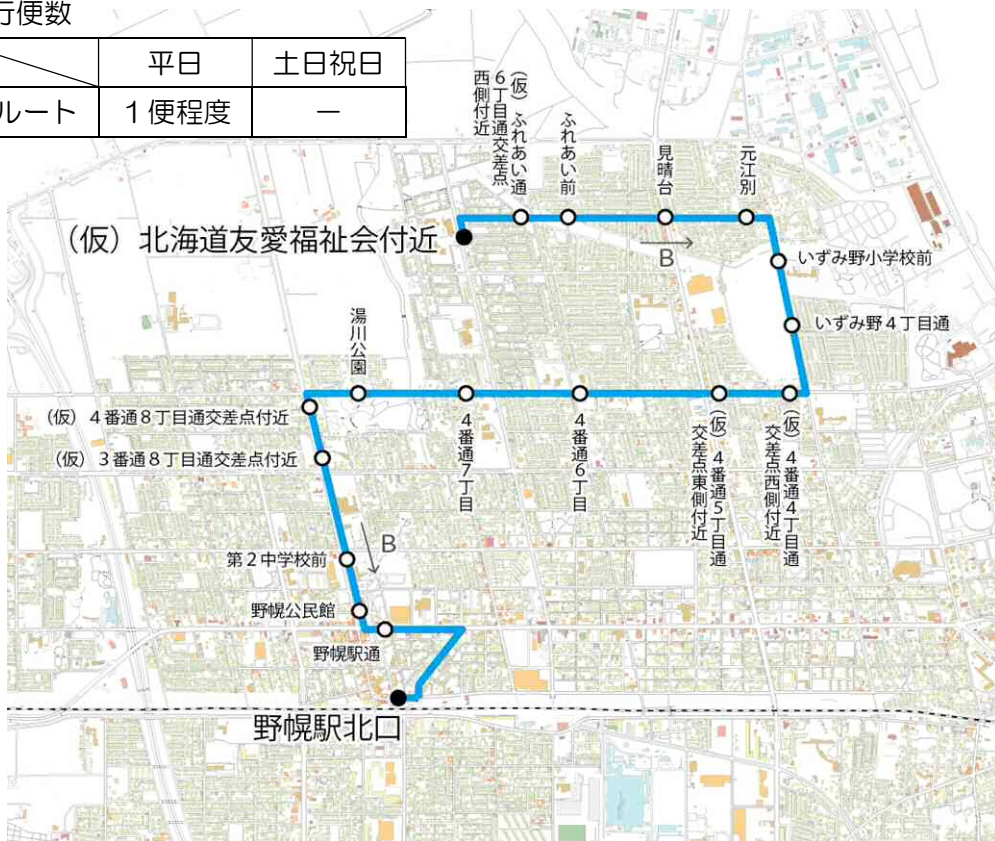 行便数
平日
土日祝日
ルート
1便程度
－
(仮)ふれあい通
6丁目通交差点
西側付近
ふれあい前
見晴台
元江別
(仮)北海道友愛福祉会付近
B
いずみ野小学校前
いずみ野4丁目通
湯川公園
(仮)4番通8丁目通交差点付近
(仮)3番通8丁目通交差点付近
4番通7丁目
4番通6丁目
(仮)4番通5丁目通
交差点東側付近
(仮)4番通4丁目通
交差点西側付近
B
第2中学校前
野幌公民館
野幌駅通
野幌駅北口